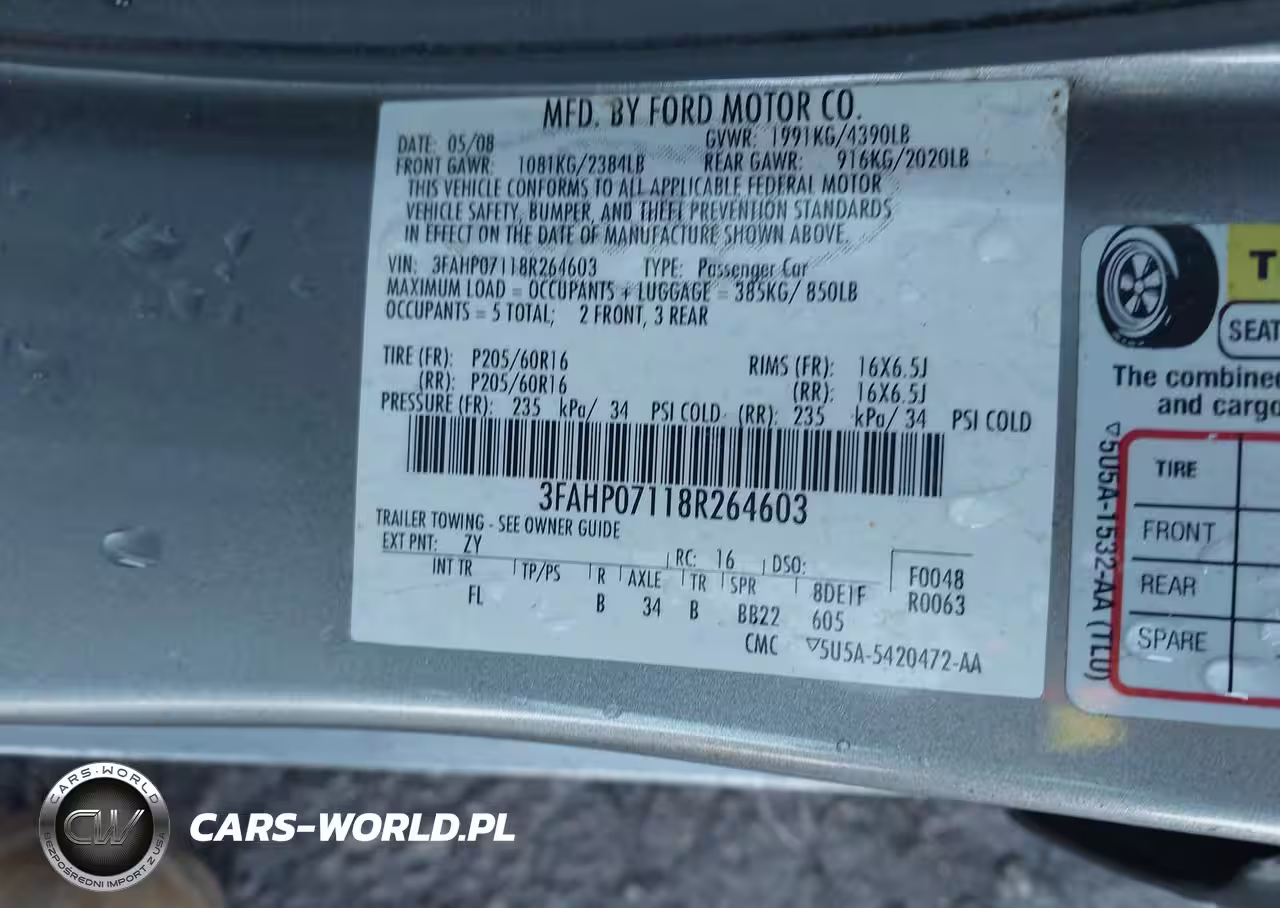 MFD. BY FORD MOTOR CO.
DATE: 05/08 GVWR: 1991KG/4390LB
FRONT GAWR: 1081KG/2384LB REAR GAWR: 916KG/2020LB
THIS VEHICLE CONFORMS TO ALL APPLICABLE FEDERAL MOTOR
VEHICLE SAFETY, BUMPER, AND THEFT PREVENTION STANDARDS
IN EFFECT ON THE DATE OF MANUFACTURE SHOWN ABOVE.
VIN: 3FAHP07118R264603 TYPE: Passenger Car
MAXIMUM LOAD = OCCUPANTS + LUGGAGE = 385KG/ 850LB
OCCUPANTS = 5 TOTAL; 2 FRONT, 3 REAR
TIRE (FR): P205/60R16 RIMS (FR): 16X6.5J
(RR): P205/60R16 (RR): 16X6.5J
PRESSURE (FR): 235 kPa/ 34 PSI COLD (RR): 235 kPa/ 34 PSI COLD
3FAHP07118R264603
TRAILER TOWING - SEE OWNER GUIDE
EXT PNT: ZY RC: 16 DSO: F0048
INT TR TP/PS R AXLE TR SPR 8DEIF R0063
FL B 34 B BB22 605
CMC ▽5U5A-5420472-AA
T
SEAT
The combine
and cargo
▽5U5A-1532-AA (TLU)
TIRE
FRONT
REAR
SPARE
CARS-WORLD
CW
BEZPOŚREDNI IMPORT Z USA
CARS-WORLD.PL